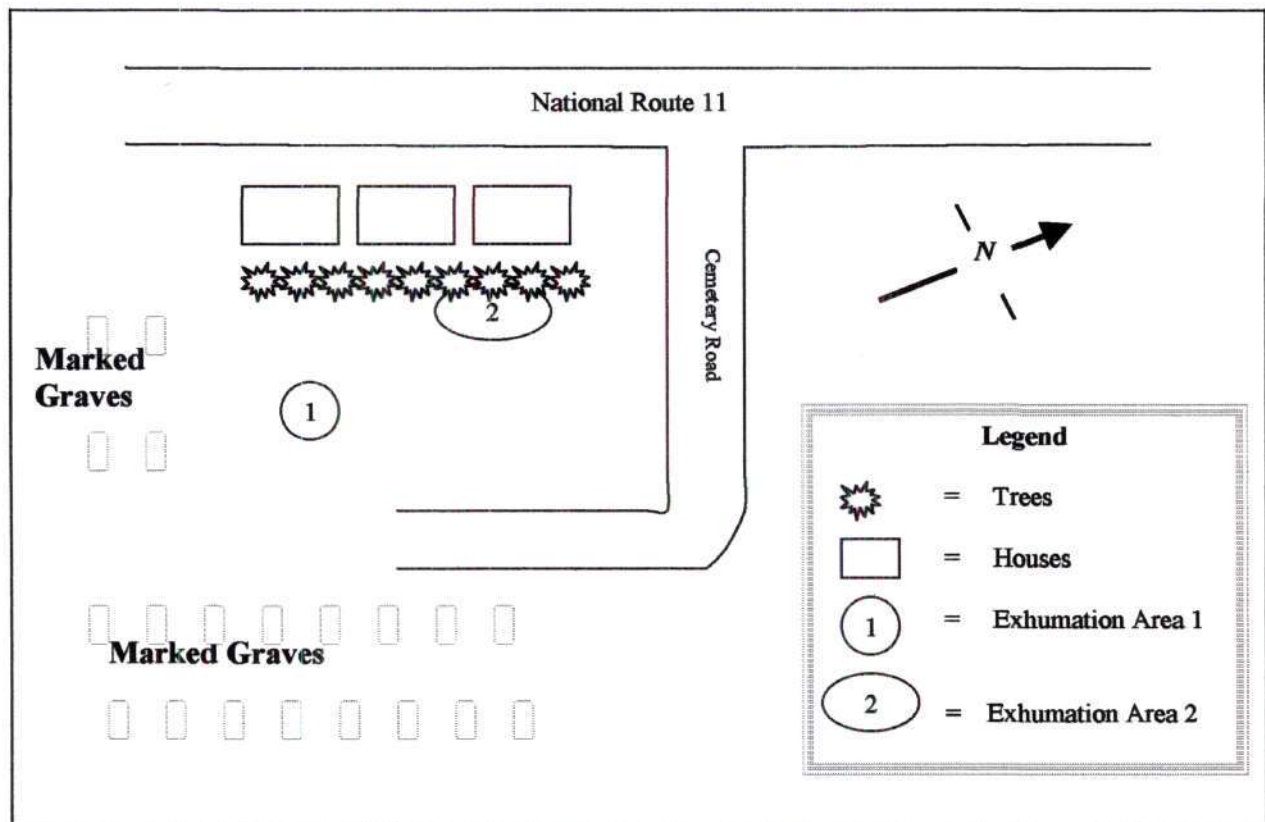 National Route 11
Cemetery Road
N
2
Marked
Graves
1
Marked Graves
Legend
= Trees
= Houses
1 = Exhumation Area 1
2 = Exhumation Area 2